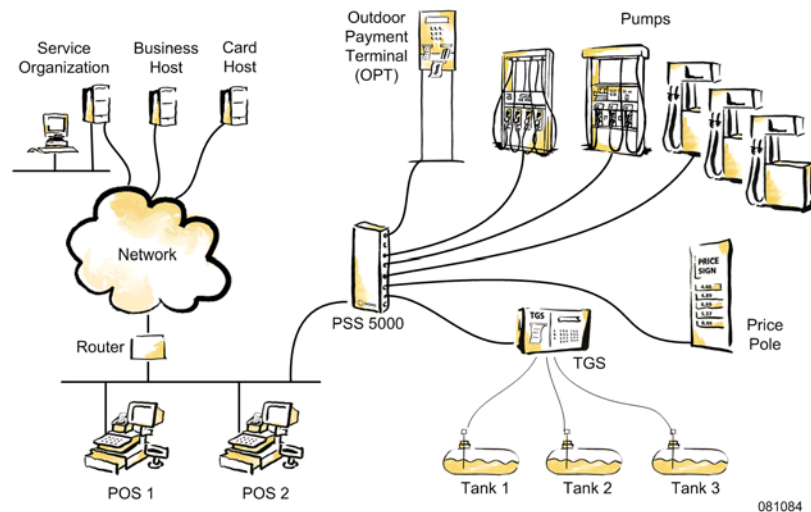 Service
Organization
Business
Host
Card
Host
Outdoor
Payment
Terminal
(OPT)
Pumps
Network
PSS 5000
Router
TGS
TGS
PRICE
SIGN
Price
Pole
POS 1
POS 2
Tank 1
Tank 2
Tank 3
081084